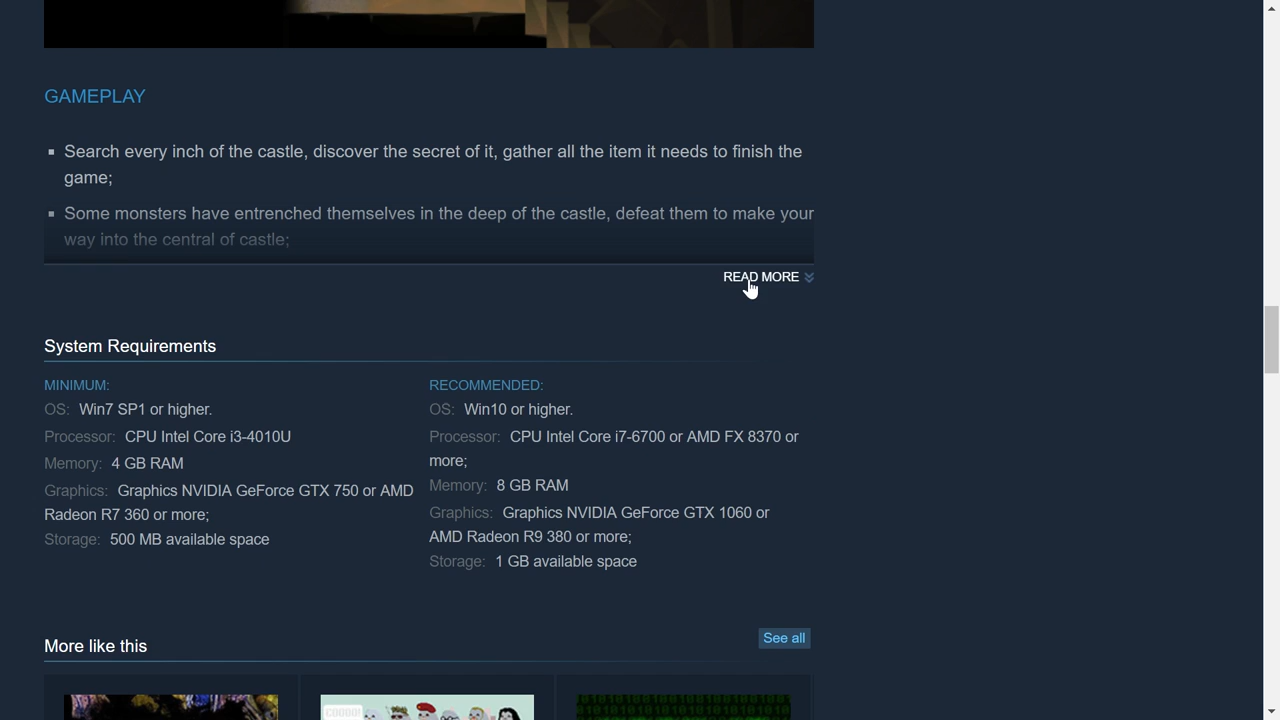 GAMEPLAY
Search every inch of the castle, discover the secret of it, gather all the item it needs to finish the
game;
Some monsters have entrenched themselves in the deep of the castle, defeat them to make your
way into the central of castle;
READ MORE
System Requirements
MINIMUM:
OS: Win7 SP1 or higher.
Processor: CPU Intel Core i3-4010U
Memory: 4 GB RAM
Graphics: Graphics NVIDIA GeForce GTX 750 or AMD
Radeon R7 360 or more;
Storage: 500 MB available space
RECOMMENDED:
OS: Win10 or higher.
Processor: CPU Intel Core i7-6700 or AMD FX 8370 or
more;
Memory: 8 GB RAM
Graphics: Graphics NVIDIA GeForce GTX 1060 or
AMD Radeon R9 380 or more;
Storage: 1 GB available space
More like this
See all